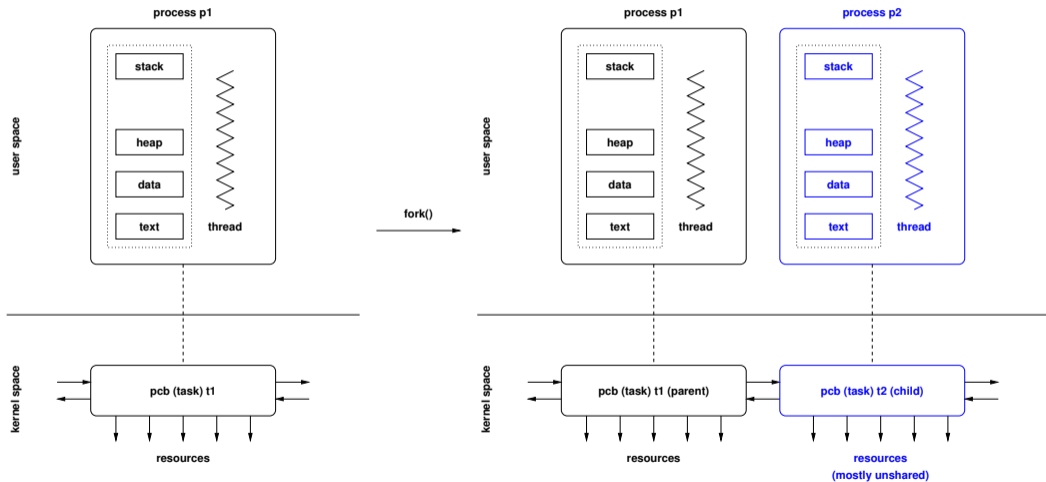 process p1
stack
heap
data
text
thread
user space
kernel space
pcb (task) t1
resources
fork()
process p1
process p2
stack
heap
data
text
thread
stack
heap
data
text
thread
user space
kernel space
pcb (task) t1 (parent)
pcb (task) t2 (child)
resources
resources
(mostly unshared)